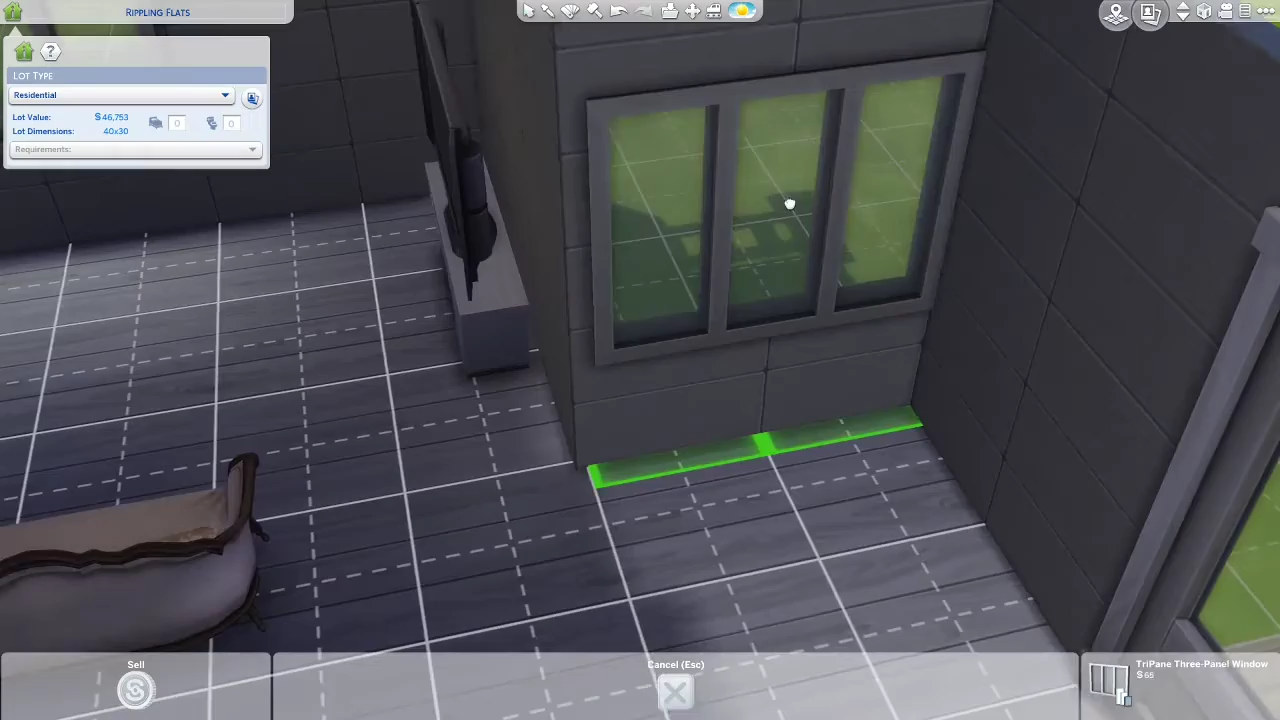 RIPPLING FLATS
?
LOT TYPE
Residential
Lot Value: §46,753
Lot Dimensions: 40x30
0
0
Requirements:
Sell
Cancel (Esc)
TriPane Three-Panel Window
§65